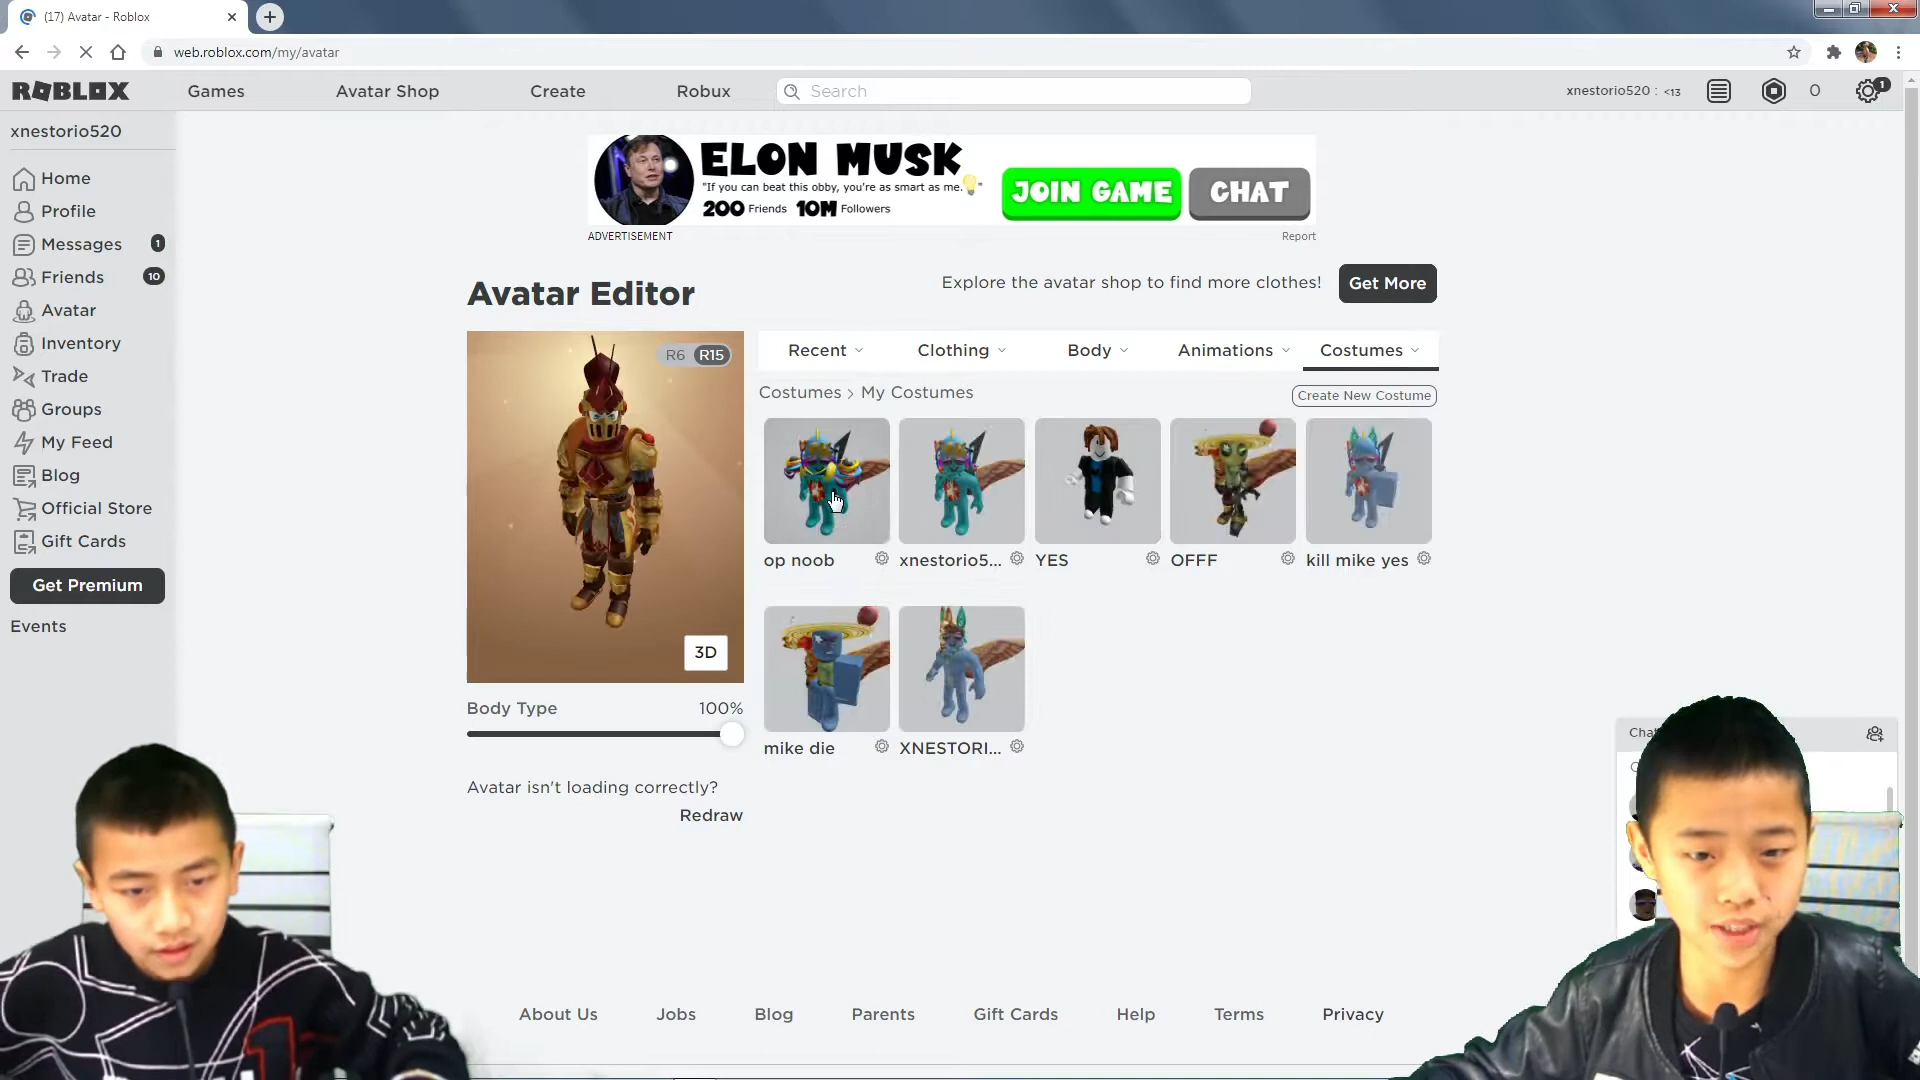 (17) Avatar - Roblox
web.roblox.com/my/avatar
ROBLOX
Games
Avatar Shop
Create
Robux
Search
xnestorio520 : <13
0
1
xnestorio520
Home
Profile
Messages 1
Friends 10
Avatar
Inventory
Trade
Groups
My Feed
Blog
Official Store
Gift Cards
Get Premium
Events
ELON MUSK
"If you can beat this obby, you're as smart as me."
200 Friends 10M Followers
JOIN GAME
CHAT
ADVERTISEMENT
Report
Avatar Editor
Explore the avatar shop to find more clothes!
Get More
R6 R15
3D
Body Type 100%
Avatar isn't loading correctly?
Redraw
Recent
Clothing
Body
Animations
Costumes
Costumes > My Costumes
Create New Costume
op noob
xnestorio5...
YES
OFFF
kill mike yes
mike die
XNESTORI...
About Us
Jobs
Blog
Parents
Gift Cards
Help
Terms
Privacy